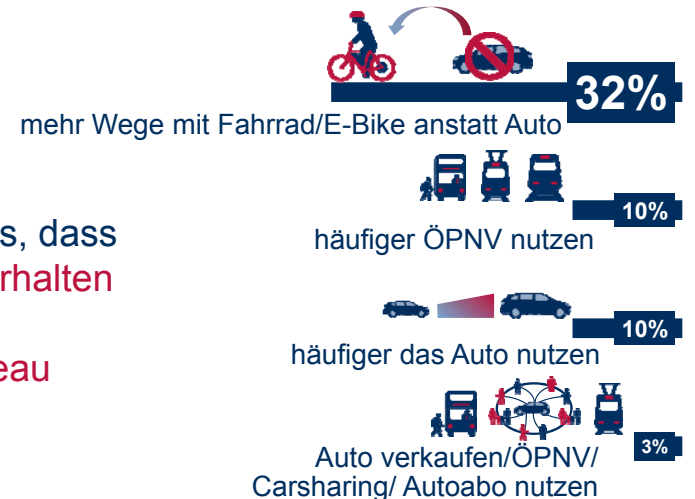 32%
mehr Wege mit Fahrrad/E-Bike anstatt Auto
10%
häufiger ÖPNV nutzen
s, dass
rhalten
eau
10%
häufiger das Auto nutzen
3%
Auto verkaufen/ÖPNV/
Carsharing/ Autoabo nutzen